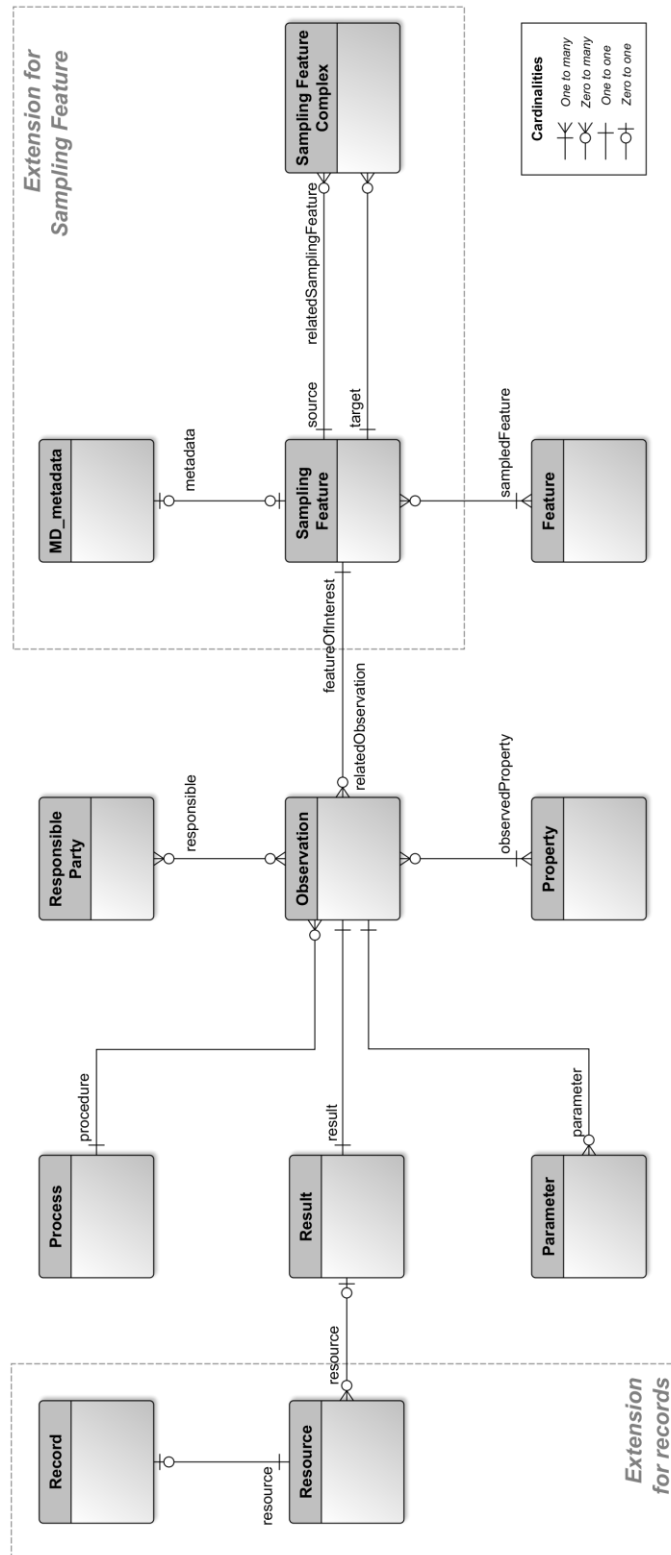 Extension for
Sampling Feature
MD_metadata
metadata
Sampling Feature
Complex
relatedSamplingFeature
source
target
Sampling
Feature
featureOfInterest
relatedObservation
sampledFeature
Feature
Cardinalities
One to many
Zero to many
One to one
Zero to one
Responsible
Party
responsible
Observation
observedProperty
Property
Process
procedure
Result
result
Parameter
parameter
Record
resource
Resource
resource
Extension
for records